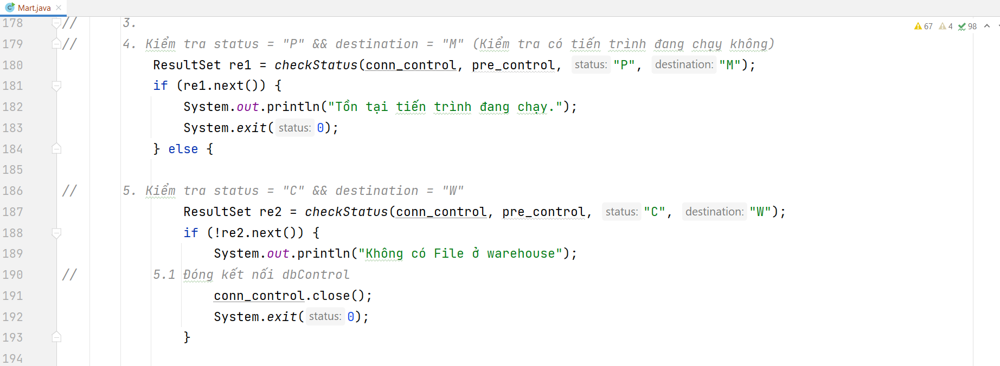 Mart.java
67 4 98
178 // 3.
179 // 4. Kiểm tra status = "P" && destination = "M" (Kiểm tra có tiến trình đang chạy không)
180 ResultSet re1 = checkStatus(conn_control, pre_control, status: "P", destination: "M");
181 if (re1.next()) {
182 System.out.println("Tồn tại tiến trình đang chạy.");
183 System.exit( status: 0);
184 } else {
185
186 // 5. Kiểm tra status = "C" && destination = "W"
187 ResultSet re2 = checkStatus(conn_control, pre_control, status: "C", destination: "W");
188 if (!re2.next()) {
189 System.out.println("Không có File ở warehouse");
190 // 5.1 Đóng kết nối dbControl
191 conn_control.close();
192 System.exit( status: 0);
193 }
194